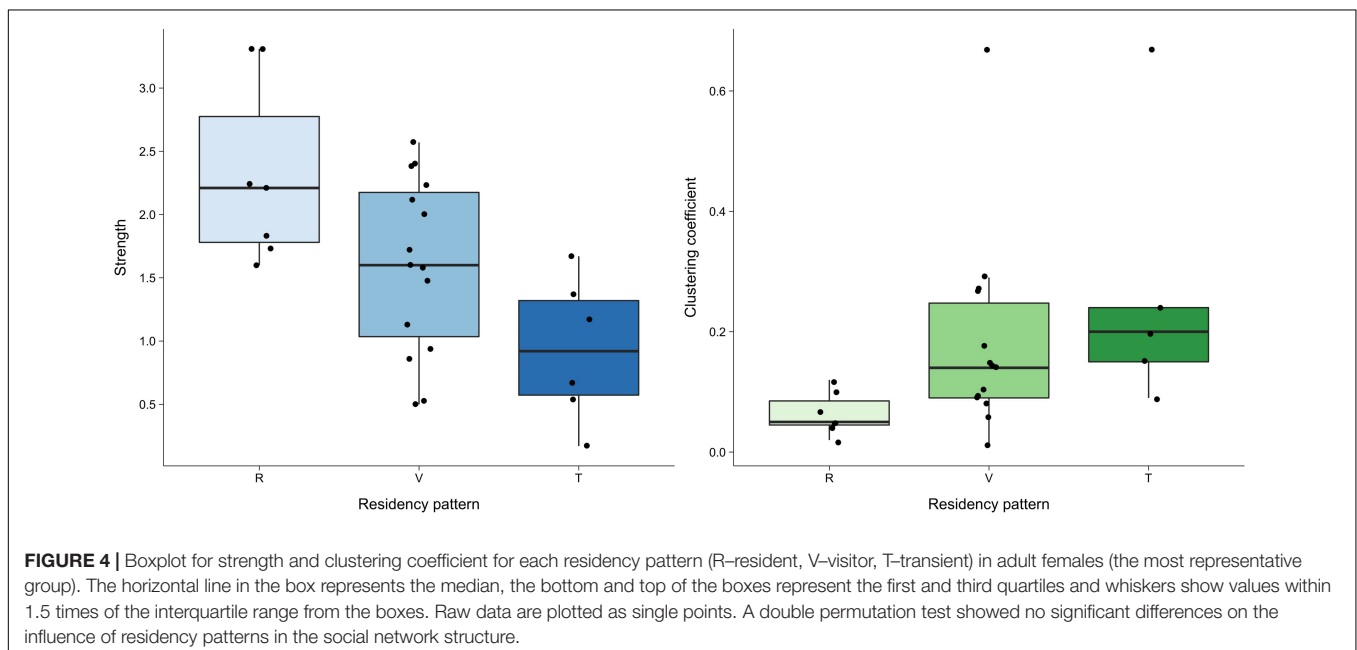 3.0
2.5
2.0
1.5
1.0
0.5
Strength
R V T
Residency pattern
0.6
0.4
0.2
0.0
Clustering coefficient
R V T
Residency pattern
FIGURE 4 | Boxplot for strength and clustering coefficient for each residency pattern (R–resident, V–visitor, T–transient) in adult females (the most representative
group). The horizontal line in the box represents the median, the bottom and top of the boxes represent the first and third quartiles and whiskers show values within
1.5 times of the interquartile range from the boxes. Raw data are plotted as single points. A double permutation test showed no significant differences on the
influence of residency patterns in the social network structure.